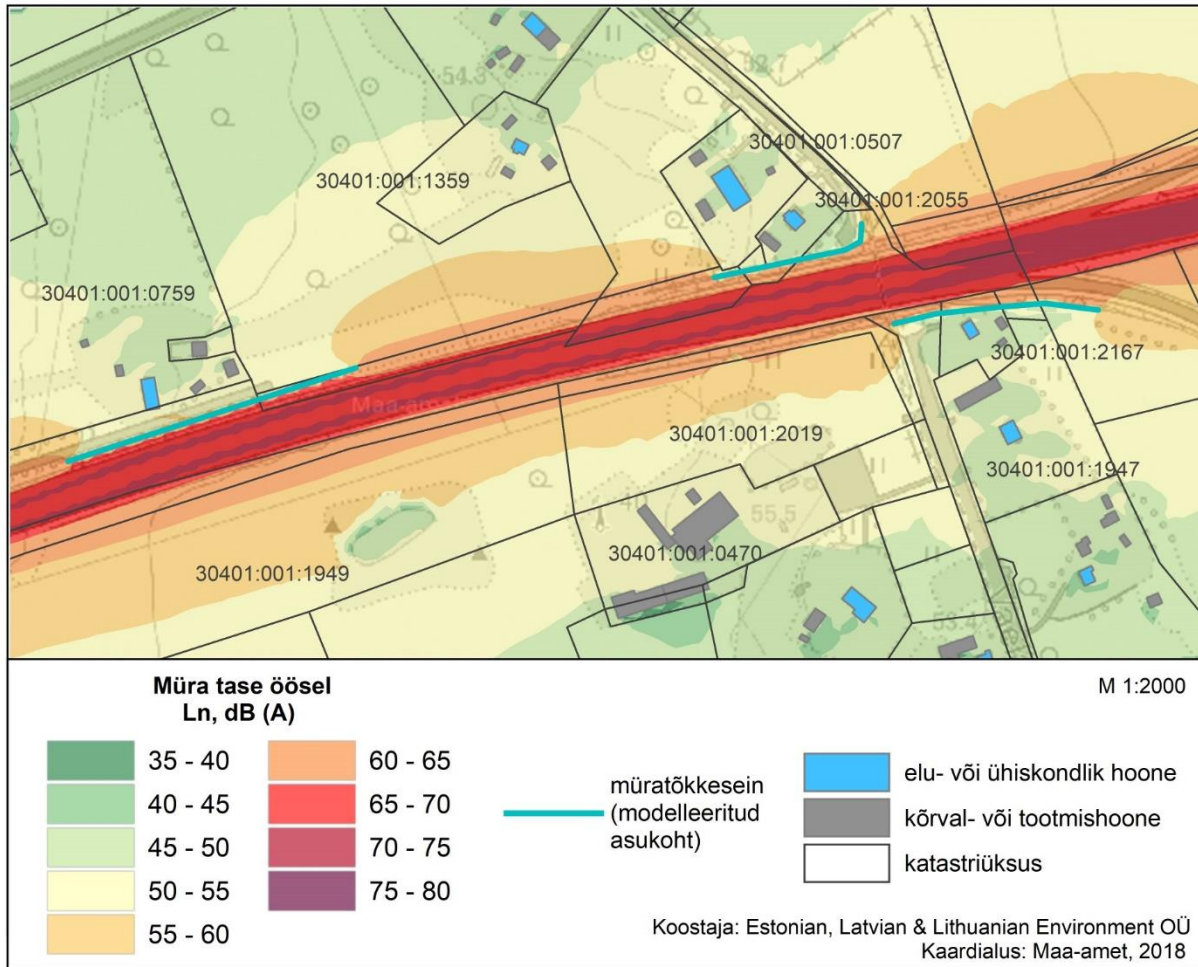 54.3
52.7
30401:001:0507
30401:001:1359
30401:001:2055
30401:001:0759
30401:001:2167
Maa-amet
30401:001:2019
30401:001:1947
40
55.5
30401:001:0470
30401:001:1949
Müra tase öösel
Ln, dB (A)
35 - 40
40 - 45
45 - 50
50 - 55
55 - 60
60 - 65
65 - 70
70 - 75
75 - 80
müratõkkesein
(modelleeritud
asukoht)
M 1:2000
elu- või ühiskondlik hoone
kõrval- või tootmishoone
katastriüksus
Koostaja: Estonian, Latvian & Lithuanian Environment OÜ
Kaardialus: Maa-amet, 2018